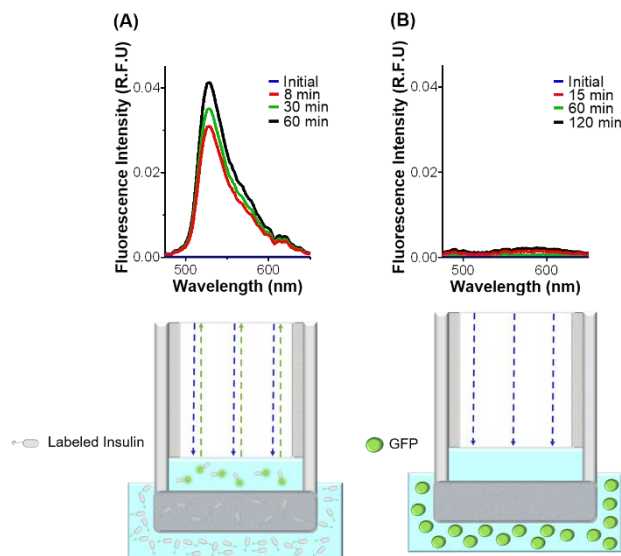 (A)
Fluorescence Intensity (R.F.U)
0.04
0.02
0.00
Initial
8 min
30 min
60 min
500
600
Wavelength (nm)
(B)
Fluorescence Intensity (R.F.U)
0.04
0.02
0.00
Initial
15 min
60 min
120 min
500
600
Wavelength (nm)
Labeled Insulin
GFP